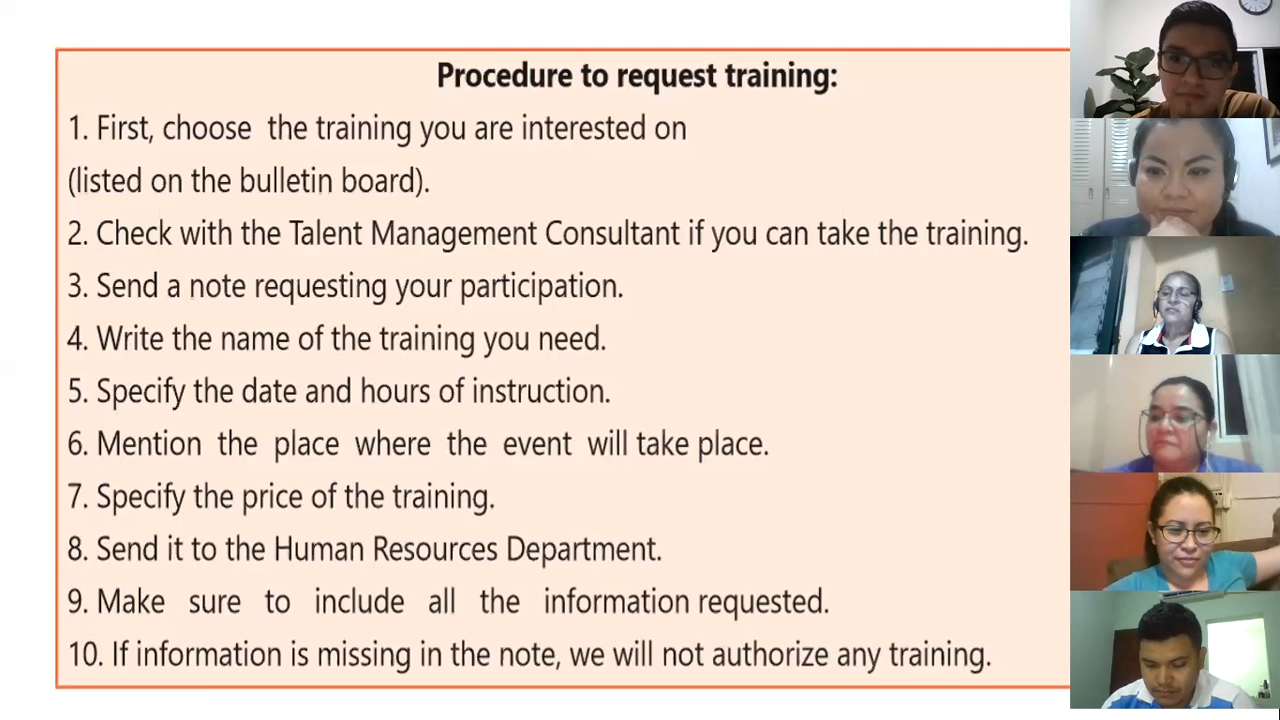 Procedure to request training:
1. First, choose the training you are interested on
(listed on the bulletin board).
2. Check with the Talent Management Consultant if you can take the training.
3. Send a note requesting your participation.
4. Write the name of the training you need.
5. Specify the date and hours of instruction.
6. Mention the place where the event will take place.
7. Specify the price of the training.
8. Send it to the Human Resources Department.
9. Make sure to include all the information requested.
10. If information is missing in the note, we will not authorize any training.